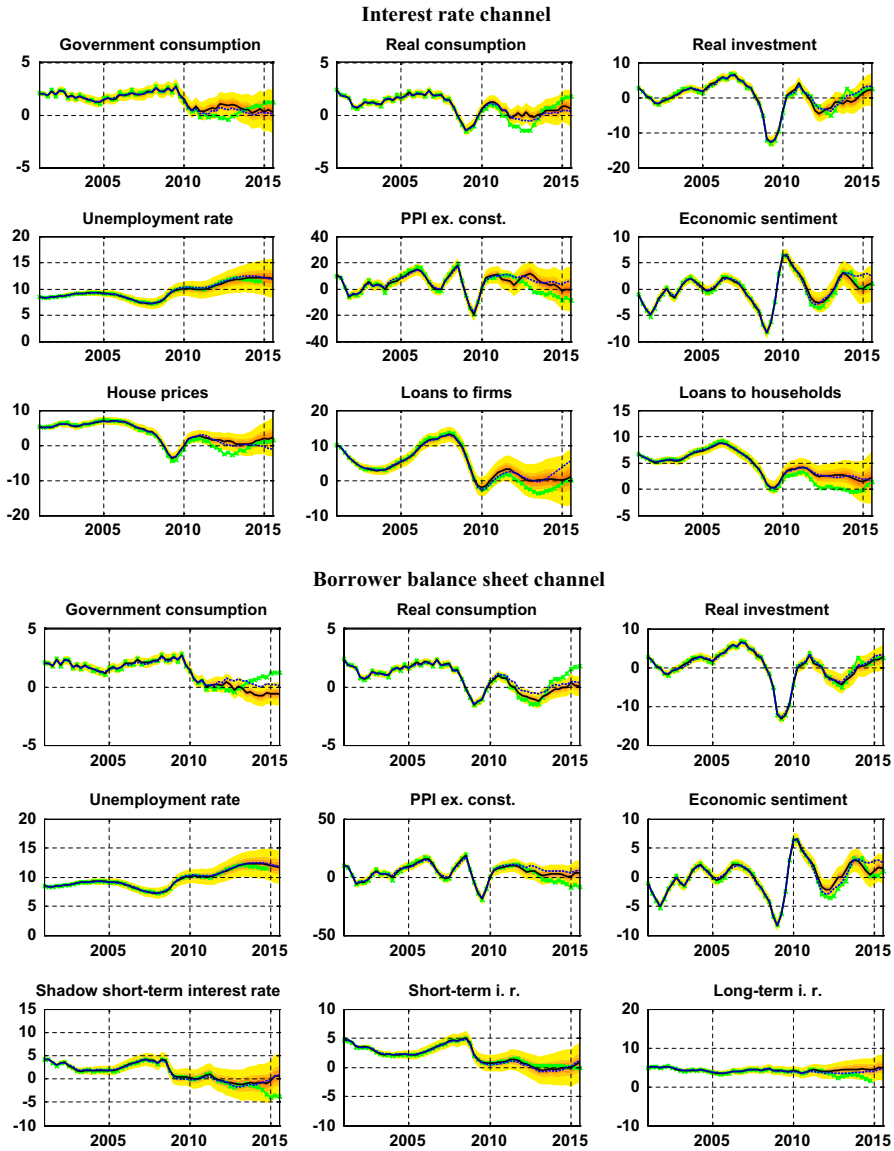 Interest rate channel
Government consumption Real consumption Real investment
5 5 10
0 0 0
-10
-5 -5 -20
2005 2010 2015 2005 2010 2015 2005 2010 2015
Unemployment rate PPI ex. const. Economic sentiment
20 40 10
15 20 5
10 0 0
5 -20 -5
0 -40 -10
2005 2010 2015 2005 2010 2015 2005 2010 2015
House prices Loans to firms Loans to households
10 20 15
0 10 10
-10 0 5
0
-20 -10 -5
2005 2010 2015 2005 2010 2015 2005 2010 2015
Borrower balance sheet channel
Government consumption Real consumption Real investment
5 5 10
0 0 0
-10
-5 -5 -20
2005 2010 2015 2005 2010 2015 2005 2010 2015
Unemployment rate PPI ex. const. Economic sentiment
20 50 10
15 5
10 0 0
5 -5
0 -50 -10
2005 2010 2015 2005 2010 2015 2005 2010 2015
Shadow short-term interest rate Short-term i. r. Long-term i. r.
15 10 20
10 5 15
5 10
0 0 5
-5 -5 0
-10 -10 -10
2005 2010 2015 2005 2010 2015 2005 2010 2015